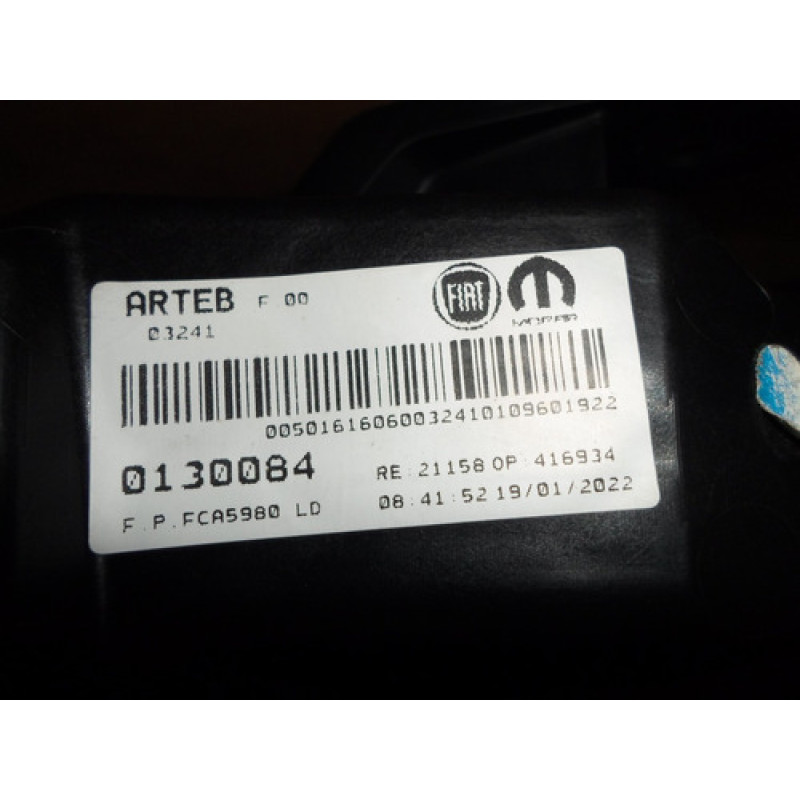 ARTEB F 00
FIAT
MOPAR
03241
00501616060032410109601922
0130084
RE:21158 OP:416934
F.P.FCA5980 LD
08:41:52 19/01/2022